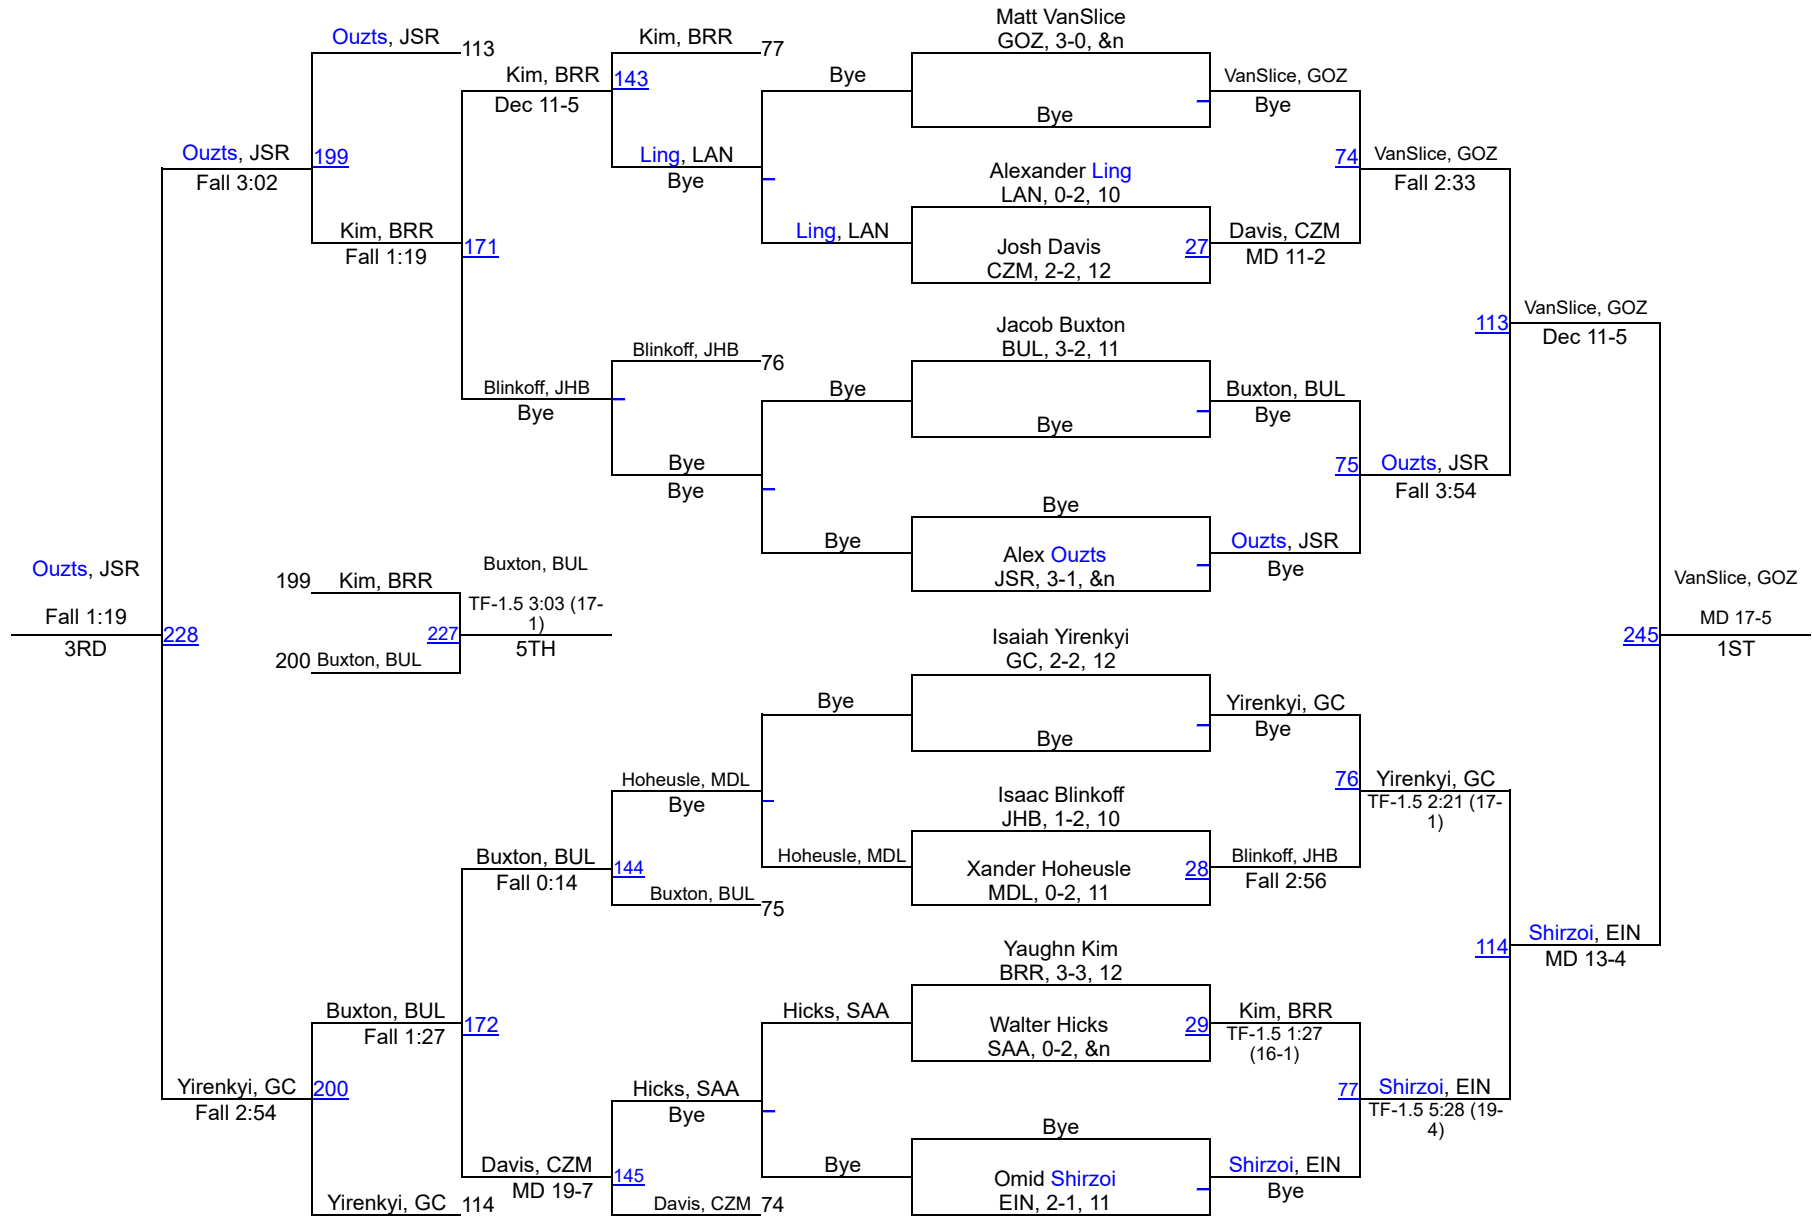 Matt VanSlice
GOZ, 3-0, &n
Ouzts, JSR
113
Kim, BRR
77
Kim, BRR
143
Dec 11-5
Bye
VanSlice, GOZ
Bye
Bye
Ouzts, JSR
199
Fall 3:02
Ling, LAN
Bye
74
VanSlice, GOZ
Fall 2:33
Alexander Ling
LAN, 0-2, 10
Kim, BRR
171
Fall 1:19
Ling, LAN
Josh Davis
CZM, 2-2, 12
27
Davis, CZM
MD 11-2
113
VanSlice, GOZ
Dec 11-5
Jacob Buxton
BUL, 3-2, 11
Blinkoff, JHB
76
Blinkoff, JHB
Bye
Bye
Buxton, BUL
Bye
Bye
Bye
Bye
75
Ouzts, JSR
Fall 3:54
Bye
Bye
Alex Ouzts
JSR, 3-1, &n
Ouzts, JSR
Bye
Ouzts, JSR
Fall 1:19
3RD
228
199
Kim, BRR
200
Buxton, BUL
227
Buxton, BUL
TF-1.5 3:03 (17-
1)
5TH
VanSlice, GOZ
MD 17-5
1ST
245
Isaiah Yirenkyi
GC, 2-2, 12
Bye
Bye
Yirenkyi, GC
Bye
Hoheusle, MDL
Bye
76
Yirenkyi, GC
TF-1.5 2:21 (17-
1)
Isaac Blinkoff
JHB, 1-2, 10
Buxton, BUL
Fall 0:14
144
Hoheusle, MDL
Xander Hoheusle
MDL, 0-2, 11
28
Blinkoff, JHB
Fall 2:56
Buxton, BUL
75
114
Shirzoi, EIN
MD 13-4
Yaughn Kim
BRR, 3-3, 12
Buxton, BUL
Fall 1:27
172
Hicks, SAA
Walter Hicks
SAA, 0-2, &n
29
Kim, BRR
TF-1.5 1:27
(16-1)
Yirenkyi, GC
200
Fall 2:54
Hicks, SAA
Bye
77
Shirzoi, EIN
TF-1.5 5:28 (19-
4)
Bye
Davis, CZM
145
MD 19-7
Bye
Omid Shirzoi
EIN, 2-1, 11
Shirzoi, EIN
Bye
Yirenkyi, GC
114
Davis, CZM
74